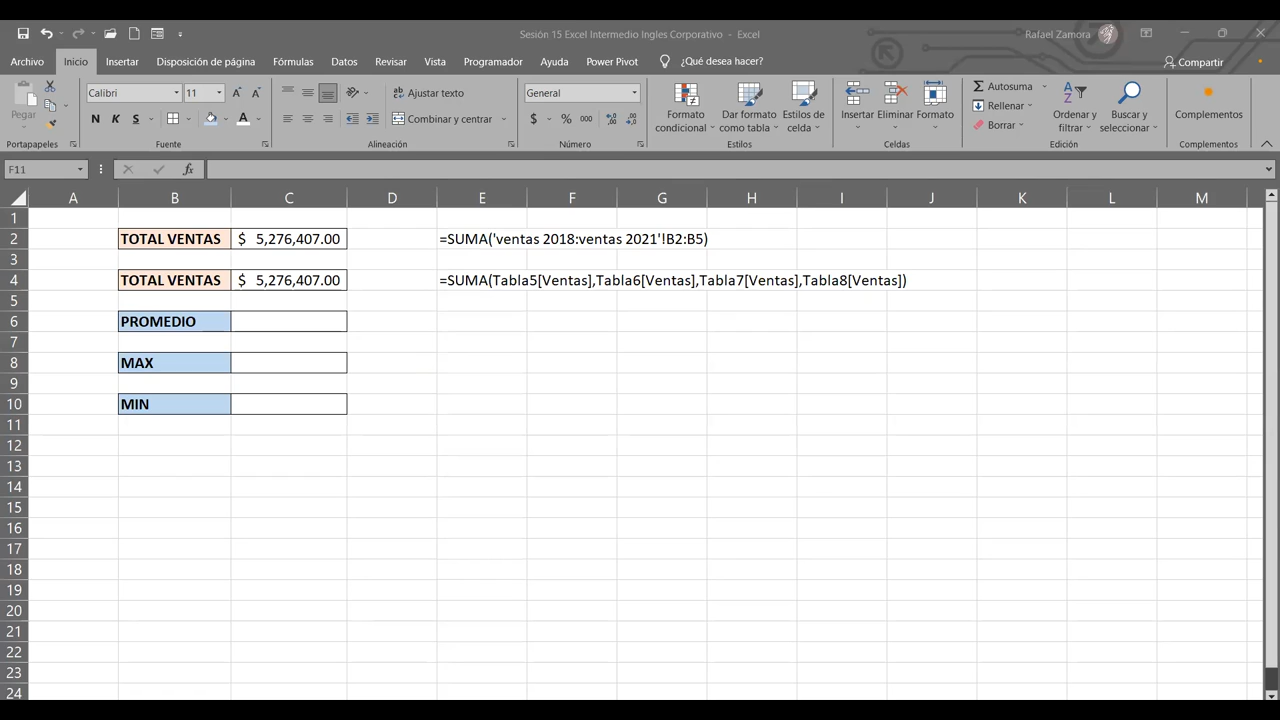 Sesión 15 Excel Intermedio Ingles Corporativo - Excel
Rafael Zamora
Archivo Inicio Insertar Disposición de página Fórmulas Datos Revisar Vista Programador Ayuda Power Pivot ¿Qué desea hacer? Compartir
Pegar
Calibri 11
N K S
A
Ajustar texto
Combinar y centrar
General
$ % 000
Formato condicional
Dar formato como tabla
Estilos de celda
Insertar
Eliminar
Formato
Autosuma
Rellenar
Borrar
Ordenar y filtrar
Buscar y seleccionar
Complementos
Portapapeles Fuente Alineación Número Estilos Celdas Edición Complementos
F11 fx
A B C D E F G H I J K L M
1
2 TOTAL VENTAS $ 5,276,407.00 =SUMA('ventas 2018:ventas 2021'!B2:B5)
3
4 TOTAL VENTAS $ 5,276,407.00 =SUMA(Tabla5[Ventas],Tabla6[Ventas],Tabla7[Ventas],Tabla8[Ventas])
5
6 PROMEDIO
7
8 MAX
9
10 MIN
11
12
13
14
15
16
17
18
19
20
21
22
23
24